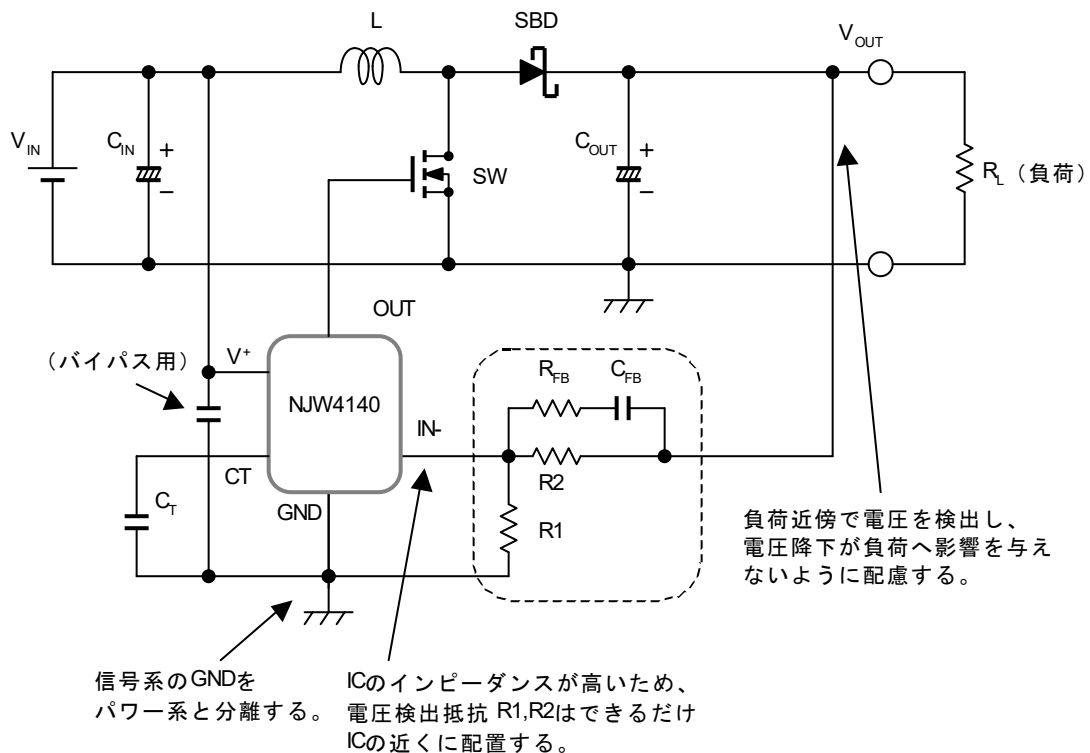 L
SBD
VOUT
VIN
CIN
+
−
SW
COUT
+
−
RL（負荷）
OUT
（バイパス用）
V+
NJW4140
RFB
CFB
IN-
CT
CT
R2
GND
R1
負荷近傍で電圧を検出し、
電圧降下が負荷へ影響を与え
ないように配慮する。
信号系のGNDを
パワー系と分離する。
ICのインピーダンスが高いため、
電圧検出抵抗 R1,R2はできるだけ
ICの近くに配置する。